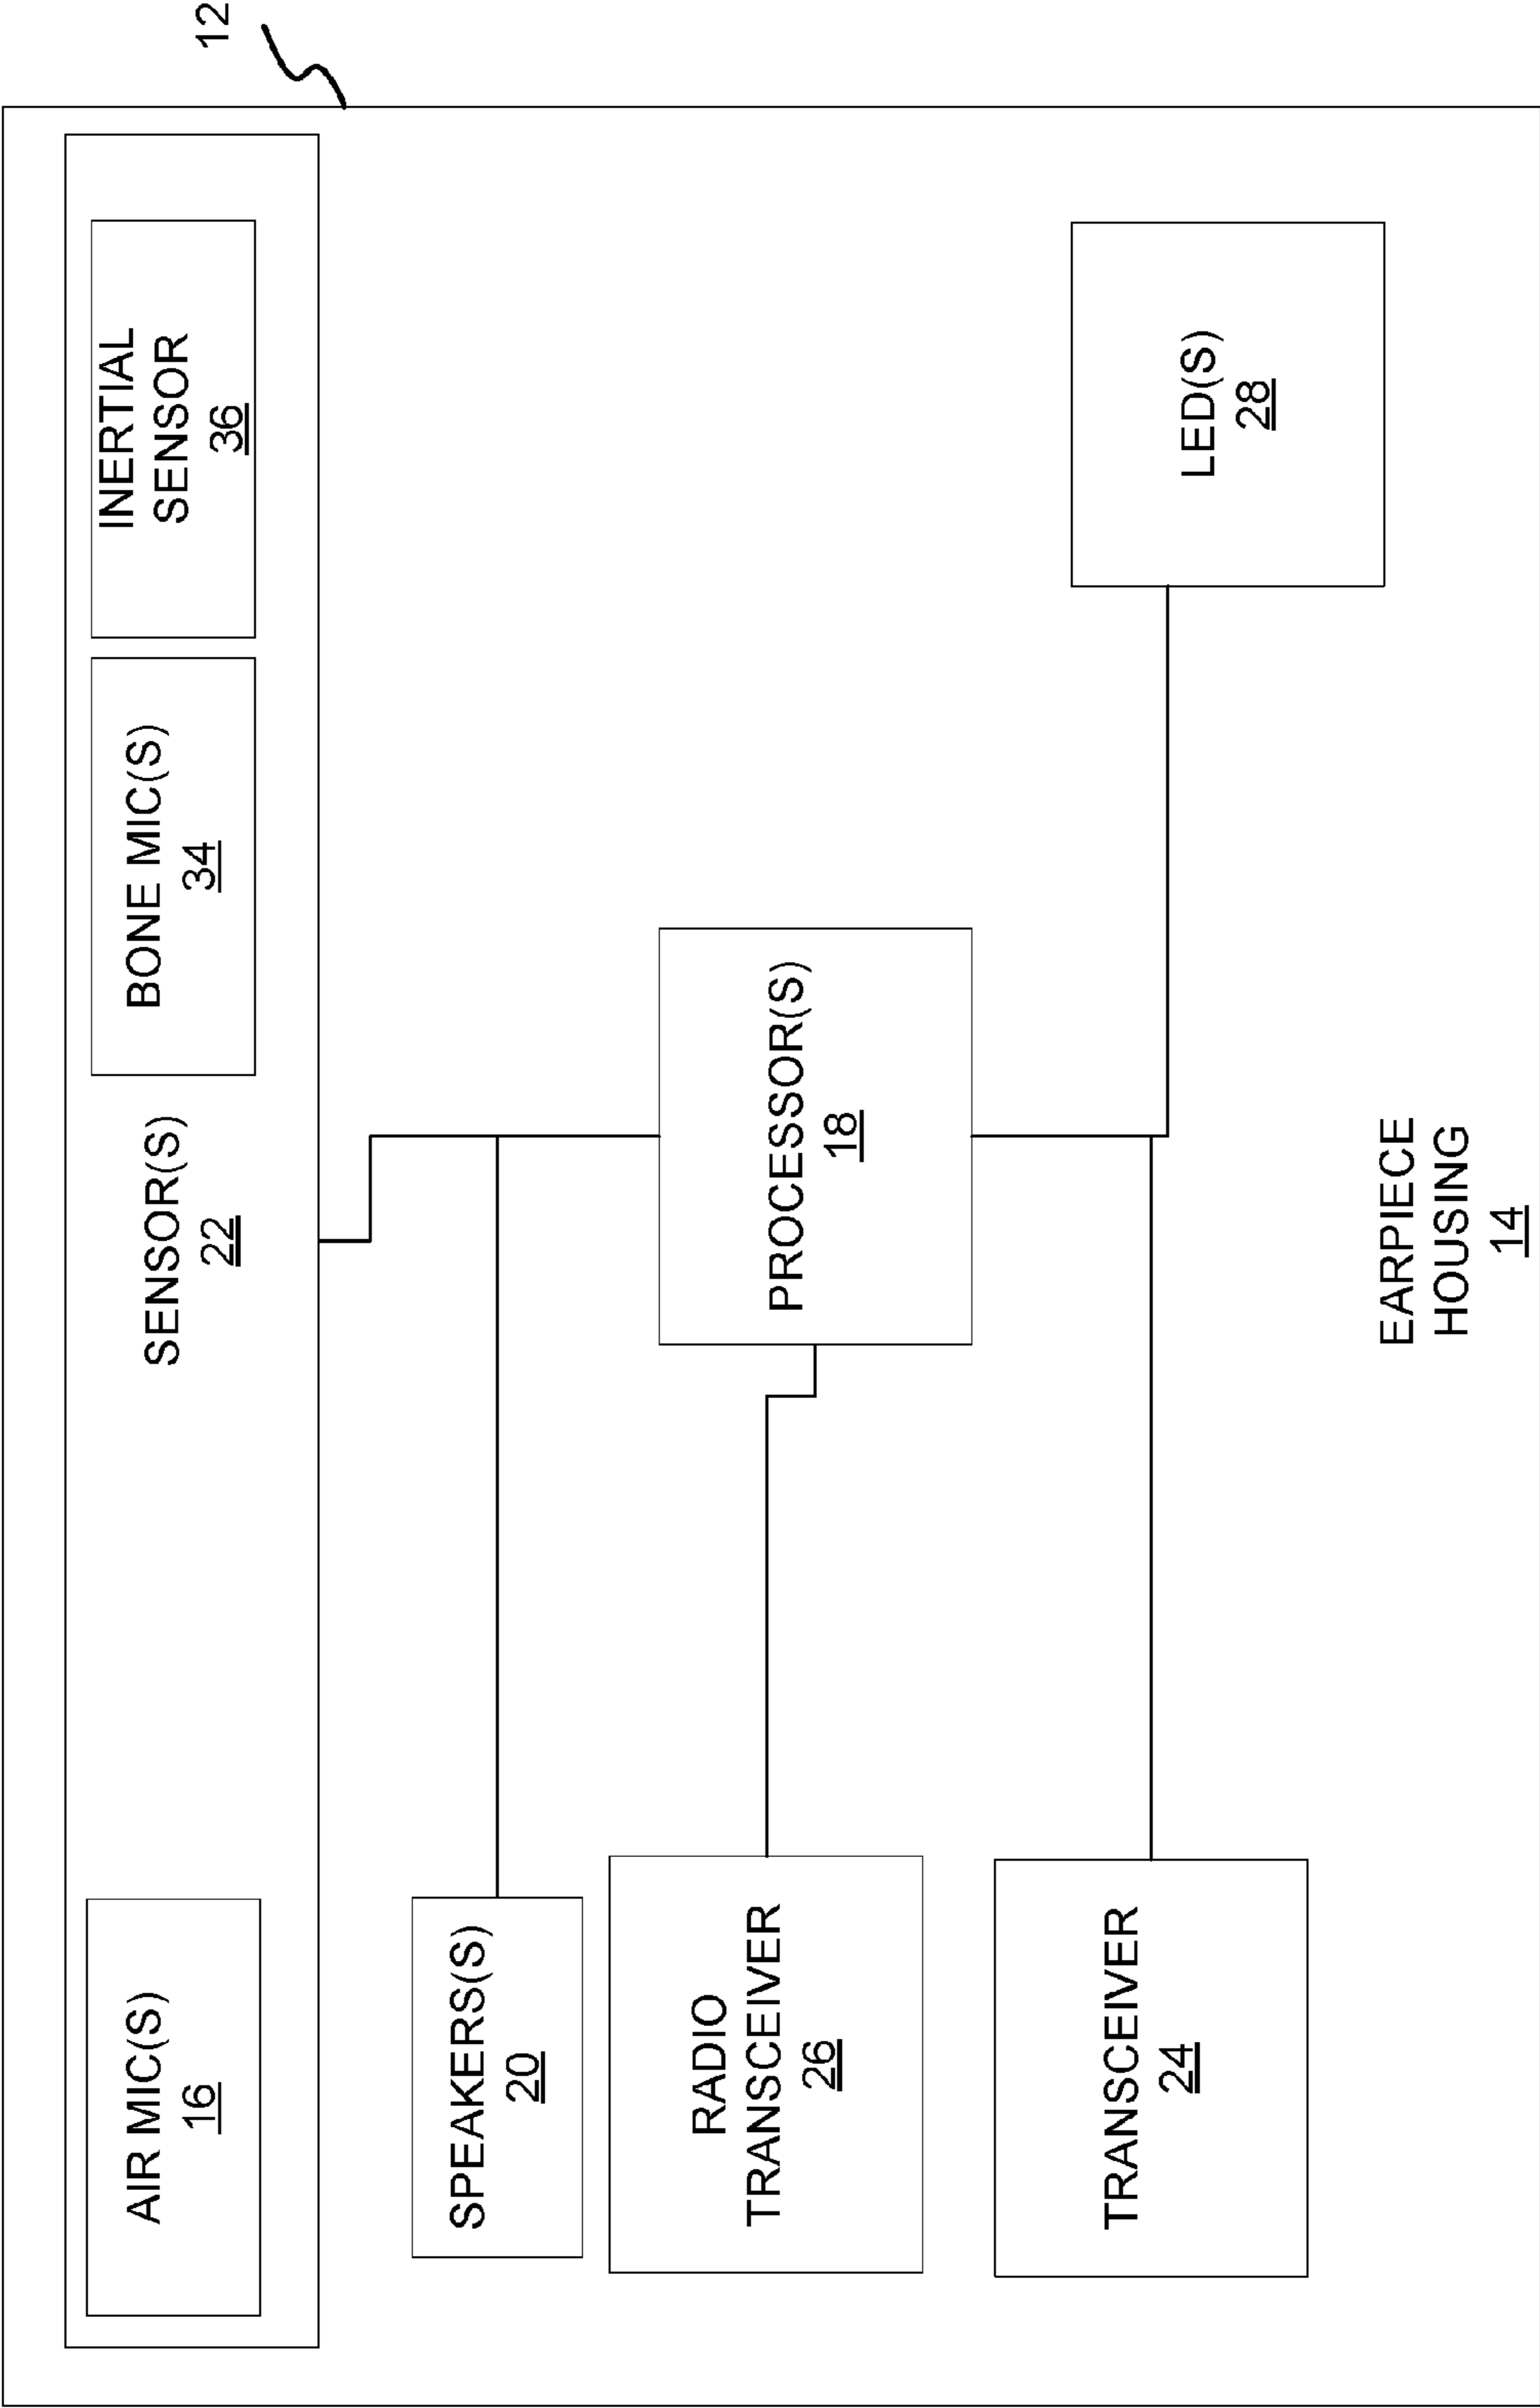 12
AIR MIC(S)
16
SENSOR(S)
22
BONE MIC(S)
34
INERTIAL
SENSOR
36
SPEAKERS(S)
20
RADIO
TRANSCEIVER
26
PROCESSOR(S)
18
TRANSCEIVER
24
LED(S)
28
EARPIECE
HOUSING
14